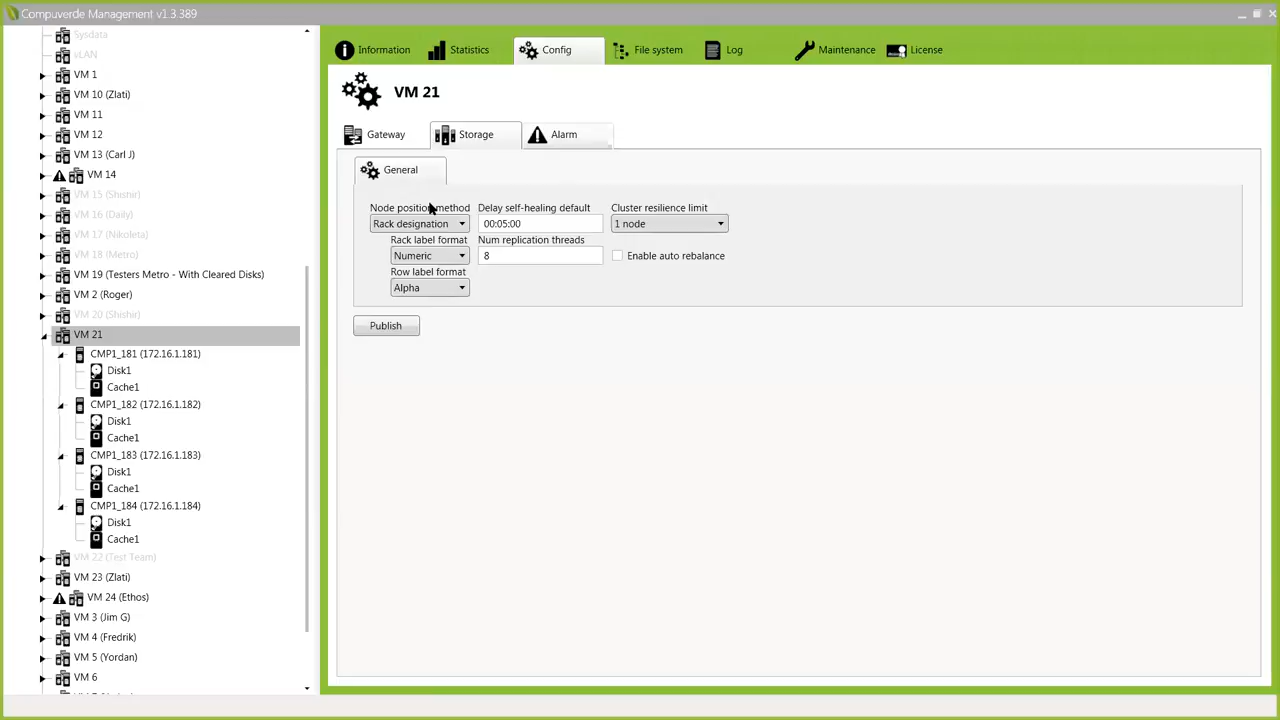 Compuverde Management v1.3.389
Sysdata
vLAN
VM 1
VM 10 (Zlati)
VM 11
VM 12
VM 13 (Carl J)
VM 14
VM 15 (Shishir)
VM 16 (Daily)
VM 17 (Nikoleta)
VM 18 (Metro)
VM 19 (Testers Metro - With Cleared Disks)
VM 2 (Roger)
VM 20 (Shishir)
VM 21
CMP1_181 (172.16.1.181)
Disk1
Cache1
CMP1_182 (172.16.1.182)
Disk1
Cache1
CMP1_183 (172.16.1.183)
Disk1
Cache1
CMP1_184 (172.16.1.184)
Disk1
Cache1
VM 22 (Test Team)
VM 23 (Zlati)
VM 24 (Ethos)
VM 3 (Jim G)
VM 4 (Fredrik)
VM 5 (Yordan)
VM 6
Information Statistics Config File system Log Maintenance License
VM 21
Gateway Storage Alarm
General
Node position method Delay self-healing default Cluster resilience limit
Rack designation 00:05:00 1 node
Rack label format Num replication threads
Numeric 8 Enable auto rebalance
Row label format
Alpha
Publish